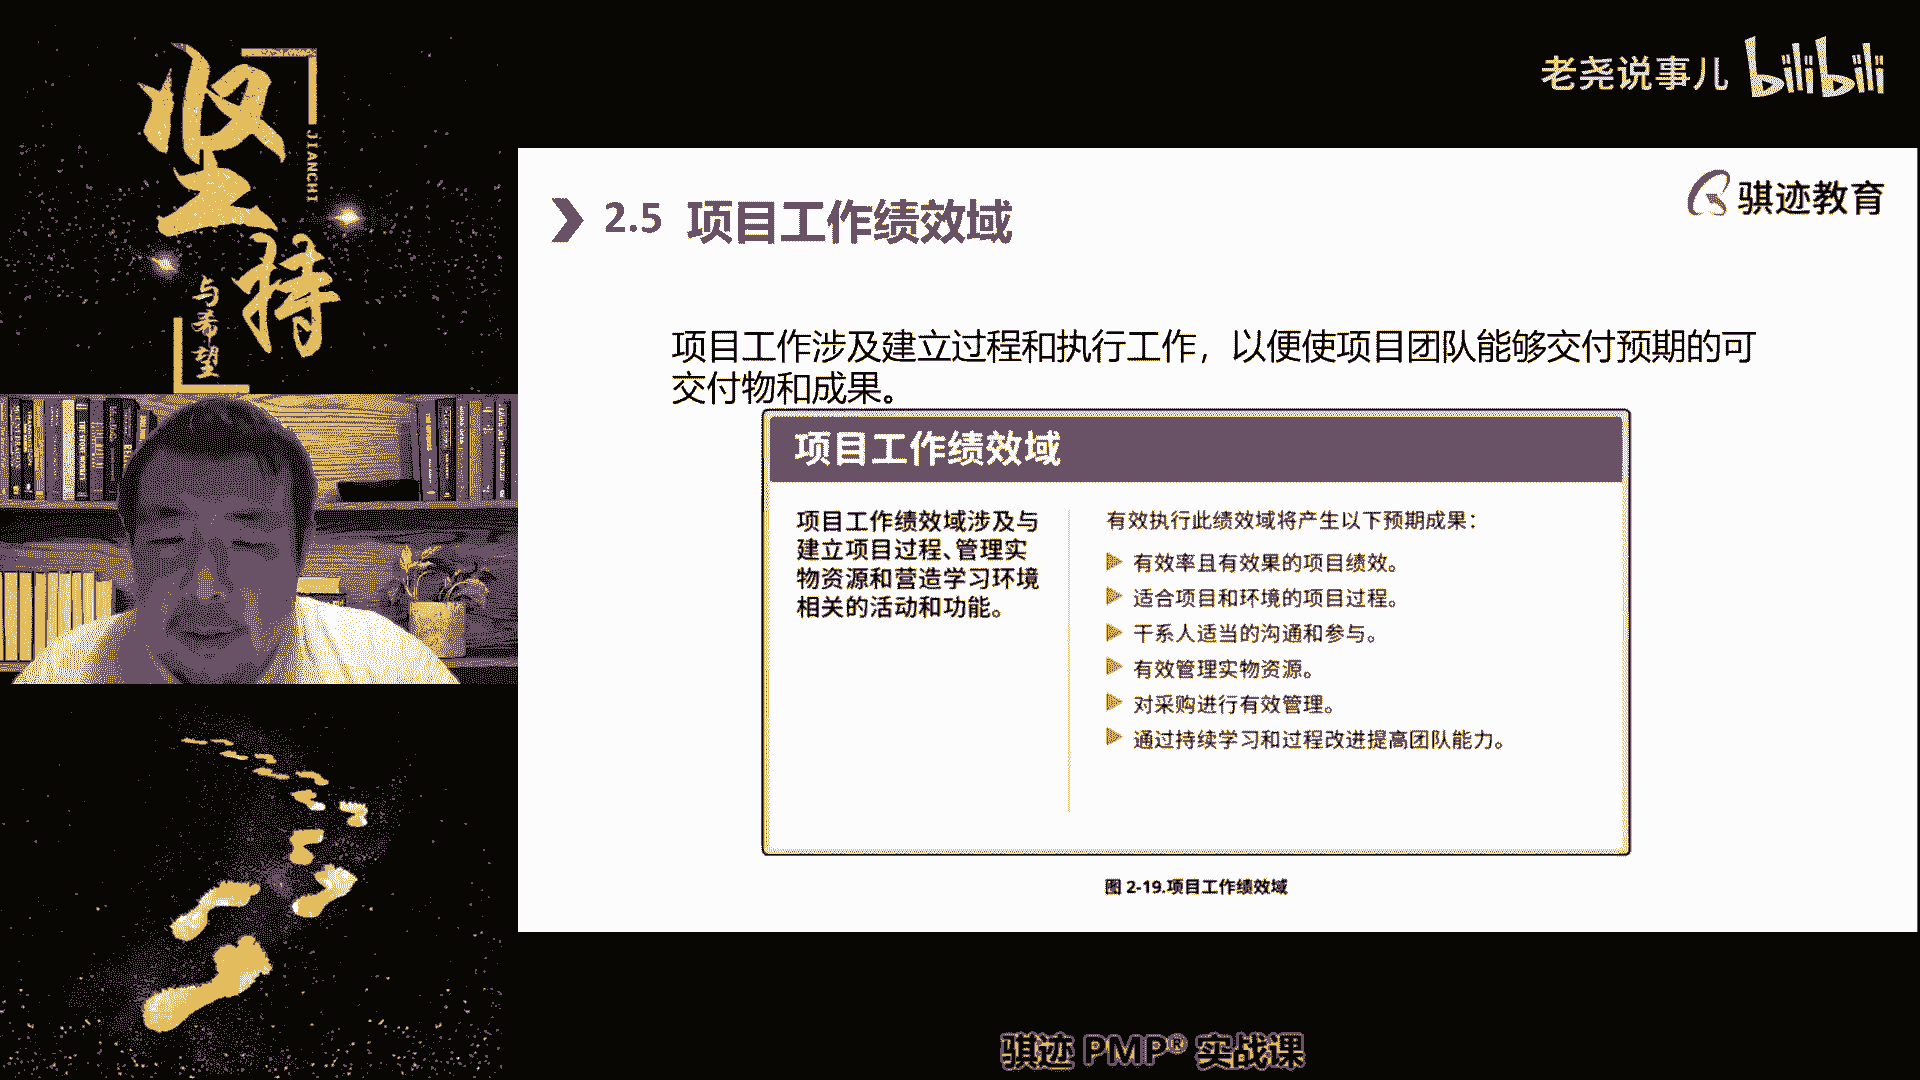 坚持
JIANCHI
与希望
老尧说事儿 bilibili
骐迹教育
2.5 项目工作绩效域
项目工作涉及建立过程和执行工作，以便使项目团队能够交付预期的可
交付物和成果。
项目工作绩效域
项目工作绩效域涉及与
建立项目过程、管理实
物资源和营造学习环境
相关的活动和功能。
有效执行此绩效域将产生以下预期成果：
有效率且有效果的项目绩效。
适合项目和环境的项目过程。
干系人适当的沟通和参与。
有效管理实物资源。
对采购进行有效管理。
通过持续学习和过程改进提高团队能力。
图 2-19.项目工作绩效域
骐迹 PMP® 实战课